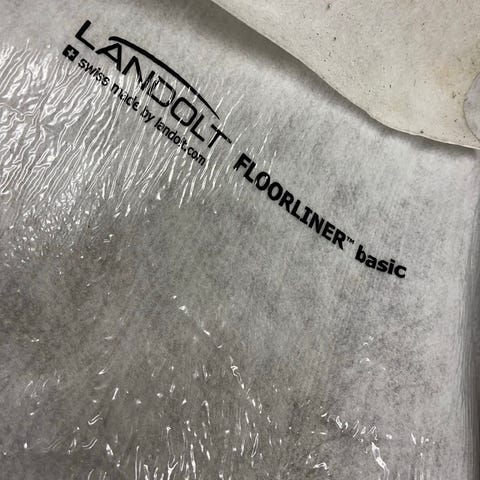 LANDOLT™
swiss made by landolt.com
FLOORLINER™ basic